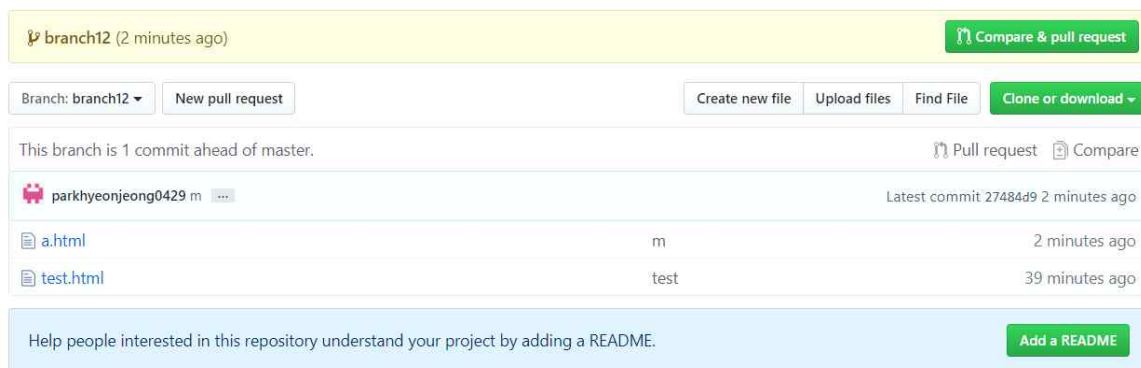 branch12 (2 minutes ago) Compare & pull request
Branch: branch12 New pull request Create new file Upload files Find File Clone or download
This branch is 1 commit ahead of master. Pull request Compare
parkhyeonjeong0429 m ... Latest commit 27484d9 2 minutes ago
a.html m 2 minutes ago
test.html test 39 minutes ago
Help people interested in this repository understand your project by adding a README. Add a README